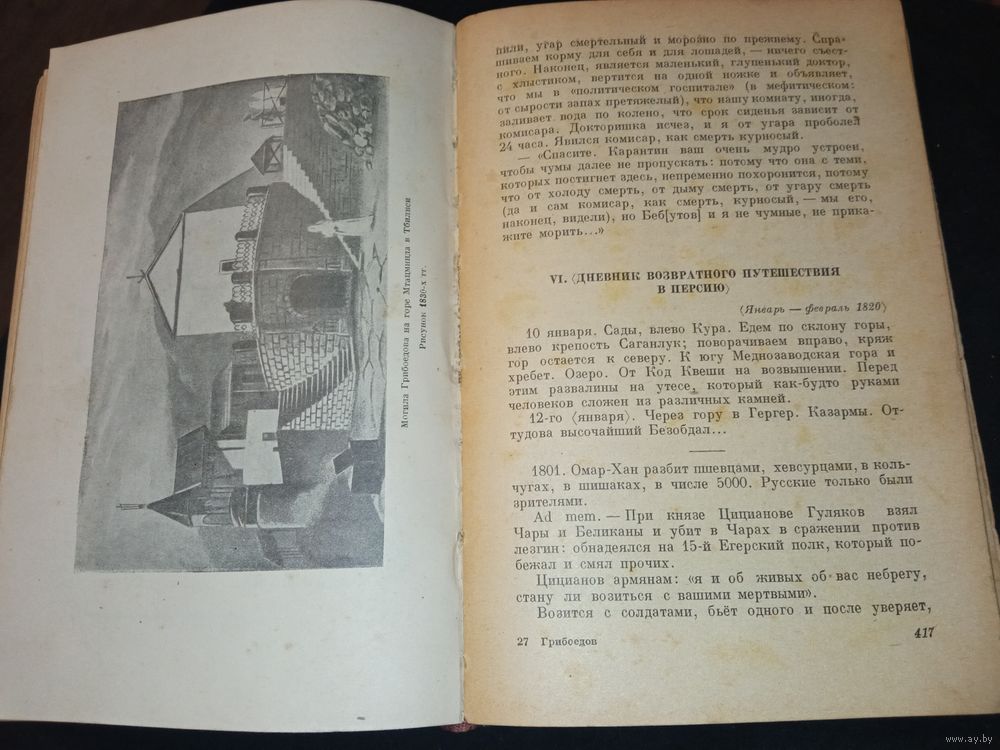 Могила Грибоедова на горе Мтацминда в Тбилиси
Рисунок 1830-х гг.
пили, угар смертельный и морозно по прежнему. Спра-
шиваем корму для себя и для лошадей, — ничего съест-
ного. Наконец, является маленький, глупенький доктор,
с хлыстиком, вертится на одной ножке и объявляет,
что мы в «политическом госпитале» (в мефитическом:
от сырости запах претяжелый), что нашу комнату, иногда,
заливает вода по колено, что срок сиденья зависит от
комисара. Докторишка исчез, и я от угара проболел
24 часа. Явился комисар, как смерть курносый.
— «Спасите. Карантин ваш очень мудро устроен,
чтобы чумы далее не пропускать: потому что она с теми,
которых постигнет здесь, непременно похоронится, потому
что от холоду смерть, от дыму смерть, от угару смерть
(да и сам комисар, как смерть, курносый, — мы его,
наконец, видели), но Беб[утов] и я не чумные, не прика-
жите морить...»
VI. 〈ДНЕВНИК ВОЗВРАТНОГО ПУТЕШЕСТВИЯ
В ПЕРСИЮ〉
〈Январь — февраль 1820〉
10 января. Сады, влево Кура. Едем по склону горы,
влево крепость Саганлук; поворачиваем вправо, кряж
гор остается к северу. К югу Меднозаводская гора и
хребет. Озеро. От Код Квеши на возвышении. Перед
этим развалины на утесе, который как-будто руками
человеков сложен из различных камней.
12-го 〈января〉. Через гору в Гергер. Казармы. От-
тудова высочайший Безобдал...
1801. Омар-Хан разбит пшевцами, хевсурцами, в коль-
чугах, в шишаках, в числе 5000. Русские только были
зрителями.
Ad mem. — При князе Цицианове Гуляков взял
Чары и Беликаны и убит в Чарах в сражении против
лезгин: обнадеялся на 15-й Егерский полк, который по-
бежал и смял прочих.
Цицианов армянам: «я и об живых об вас небрегу,
стану ли возиться с вашими мертвыми».
Возится с солдатами, бьёт одного и после уверяет,
27 Грибоедов
417
www.ay.by